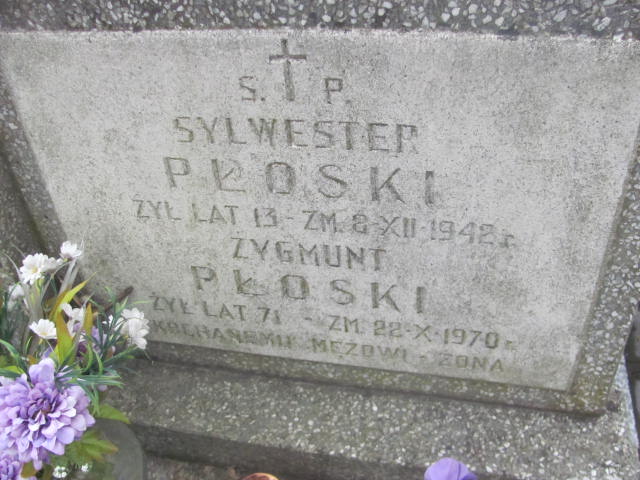 Ś. P.
SYLWESTER
PŁOSKI
ŻYŁ LAT 13 - ZM. 8-XII-1942 r.
ZYGMUNT
PŁOSKI
ŻYŁ LAT 71 - ZM. 22-X-1970 r.
KOCHANEMU MĘŻOWI - ŻONA